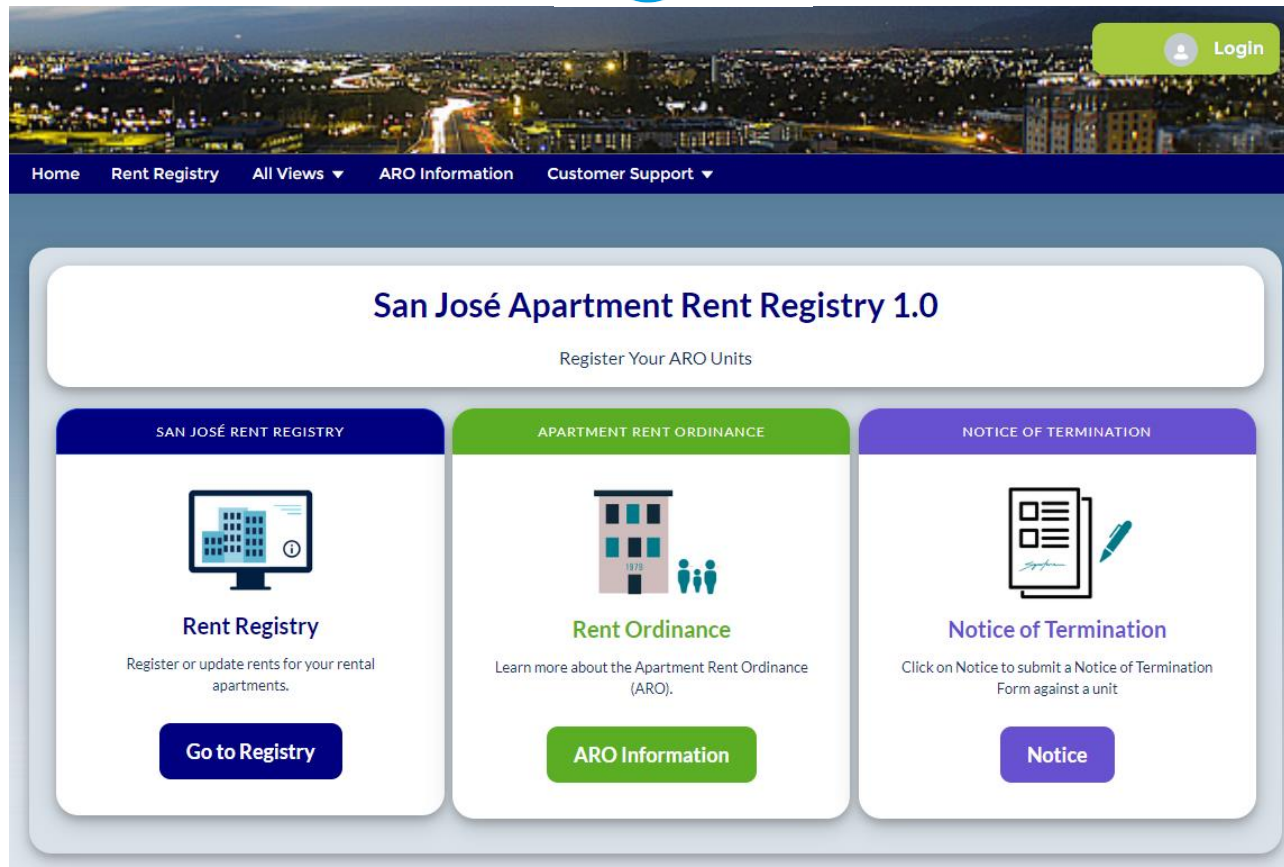 Login
Home Rent Registry All Views ARO Information Customer Support
San José Apartment Rent Registry 1.0
Register Your ARO Units
SAN JOSÉ RENT REGISTRY
Rent Registry
Register or update rents for your rental
apartments.
Go to Registry
APARTMENT RENT ORDINANCE
1979
Rent Ordinance
Learn more about the Apartment Rent Ordinance
(ARO).
ARO Information
NOTICE OF TERMINATION
Signature
Notice of Termination
Click on Notice to submit a Notice of Termination
Form against a unit
Notice